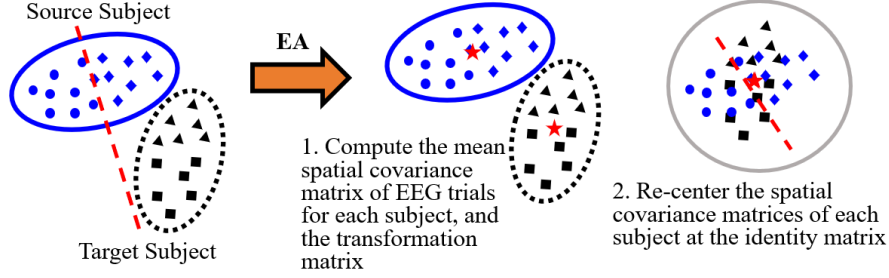 Source Subject
Target Subject
EA
1. Compute the mean
spatial covariance
matrix of EEG trials
for each subject, and
the transformation
matrix
2. Re-center the spatial
covariance matrices of each
subject at the identity matrix